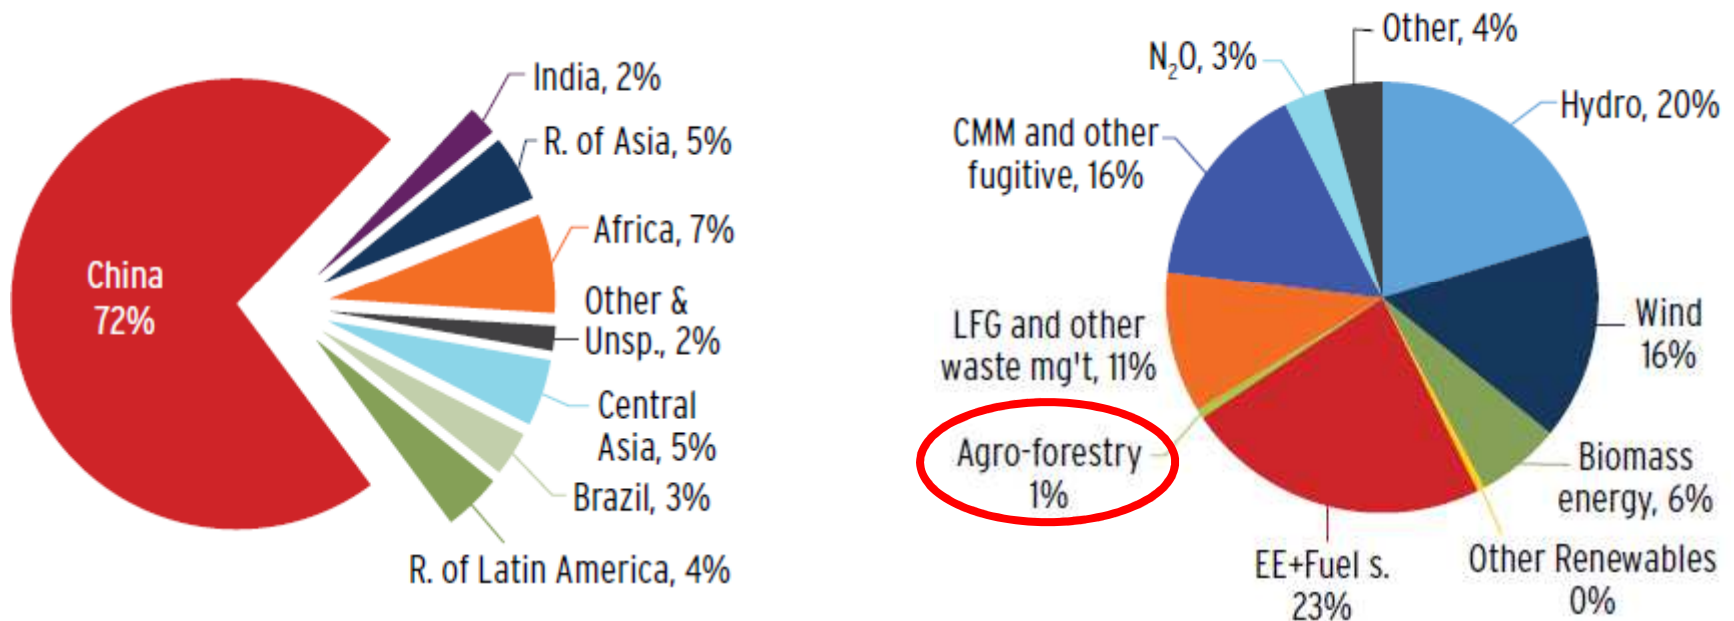 India, 2%
R. of Asia, 5%
Africa, 7%
China
72%
Other &
Unsp., 2%
Central
Asia, 5%
Brazil, 3%
R. of Latin America, 4%
Other, 4%
N₂O, 3%
Hydro, 20%
CMM and other
fugitive, 16%
Wind
16%
LFG and other
waste mg't, 11%
Agro-forestry
1%
Biomass
energy, 6%
EE+Fuel s.
23%
Other Renewables
0%